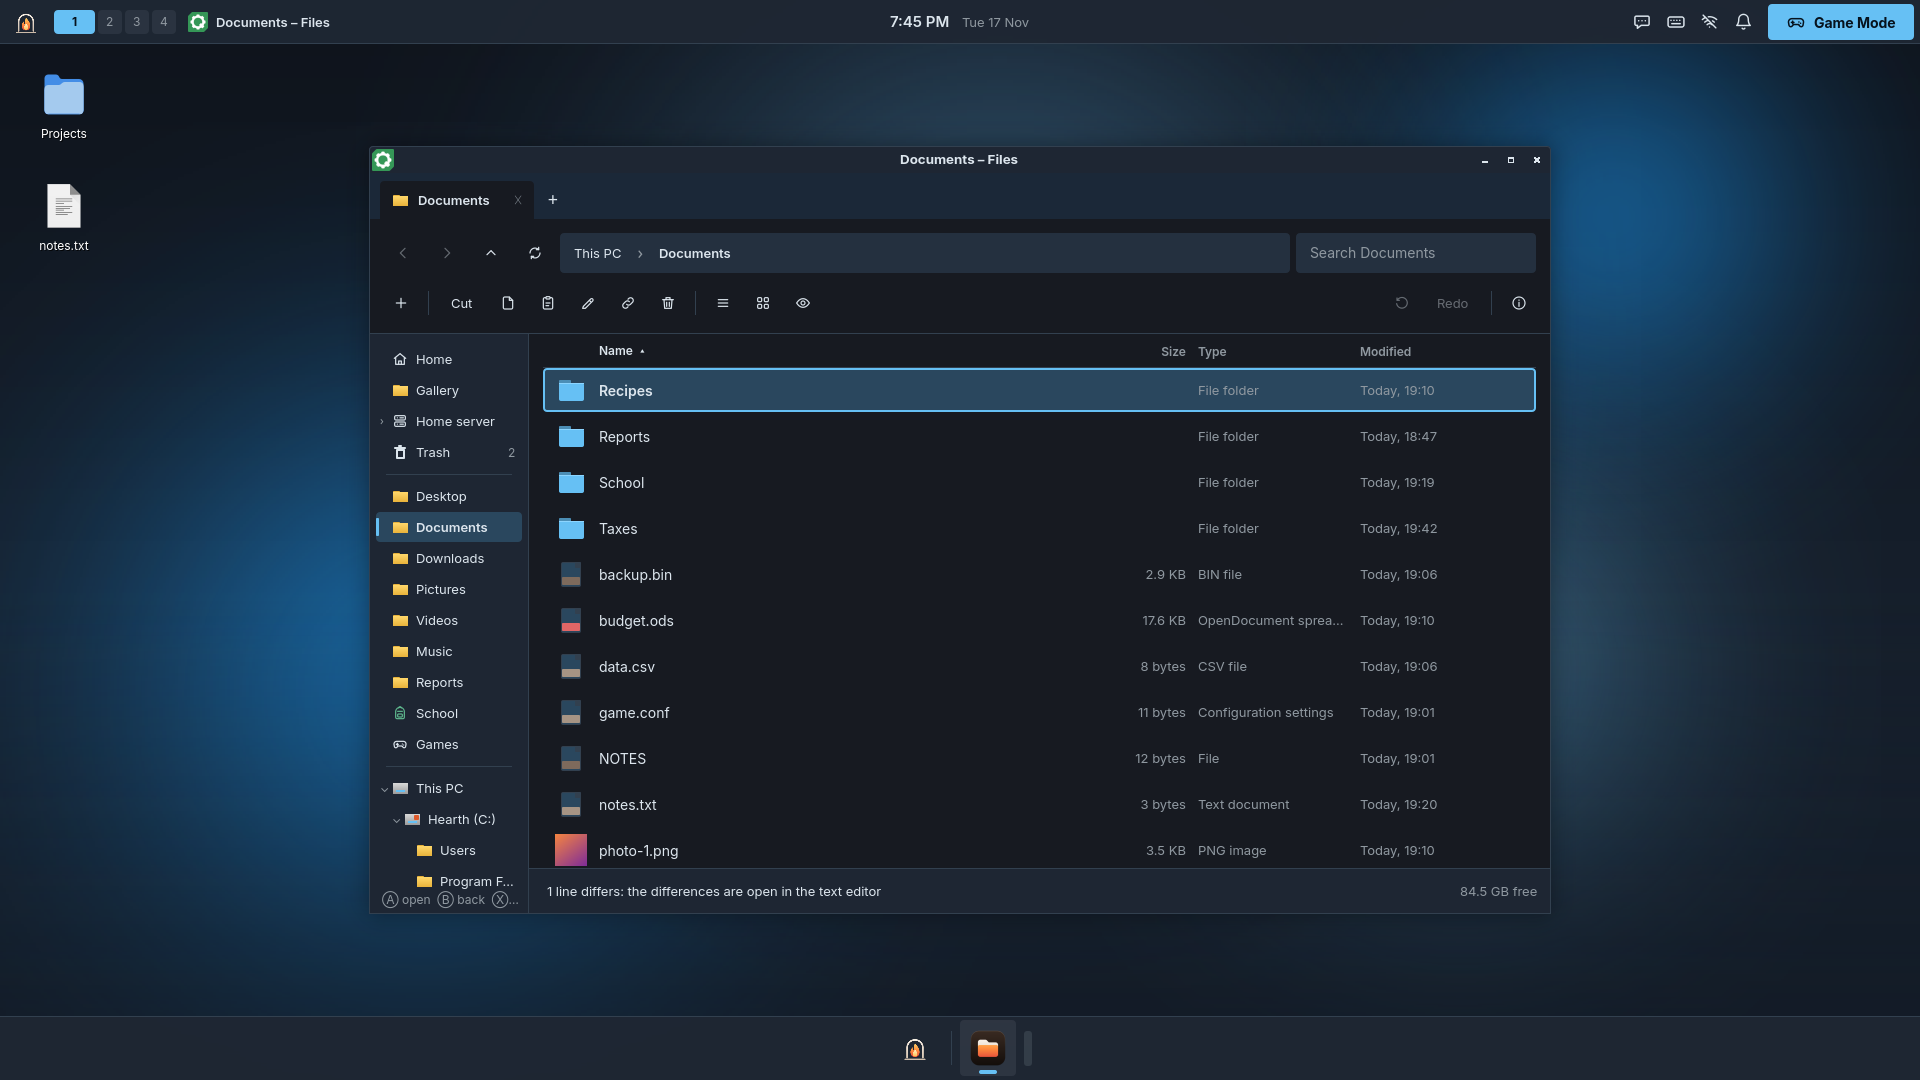 1 2 3 4 Documents – Files 7:45 PM Tue 17 Nov Game Mode
Projects
notes.txt
Documents – Files
Documents X +
This PC › Documents Search Documents
Cut Redo
Home
Gallery
Home server
Trash 2
Desktop
Documents
Downloads
Pictures
Videos
Music
Reports
School
Games
This PC
Hearth (C:)
Users
Program F...
A open B back X...
Name Size Type Modified
Recipes File folder Today, 19:10
Reports File folder Today, 18:47
School File folder Today, 19:19
Taxes File folder Today, 19:42
backup.bin 2.9 KB BIN file Today, 19:06
budget.ods 17.6 KB OpenDocument sprea... Today, 19:10
data.csv 8 bytes CSV file Today, 19:06
game.conf 11 bytes Configuration settings Today, 19:01
NOTES 12 bytes File Today, 19:01
notes.txt 3 bytes Text document Today, 19:20
photo-1.png 3.5 KB PNG image Today, 19:10
1 line differs: the differences are open in the text editor 84.5 GB free